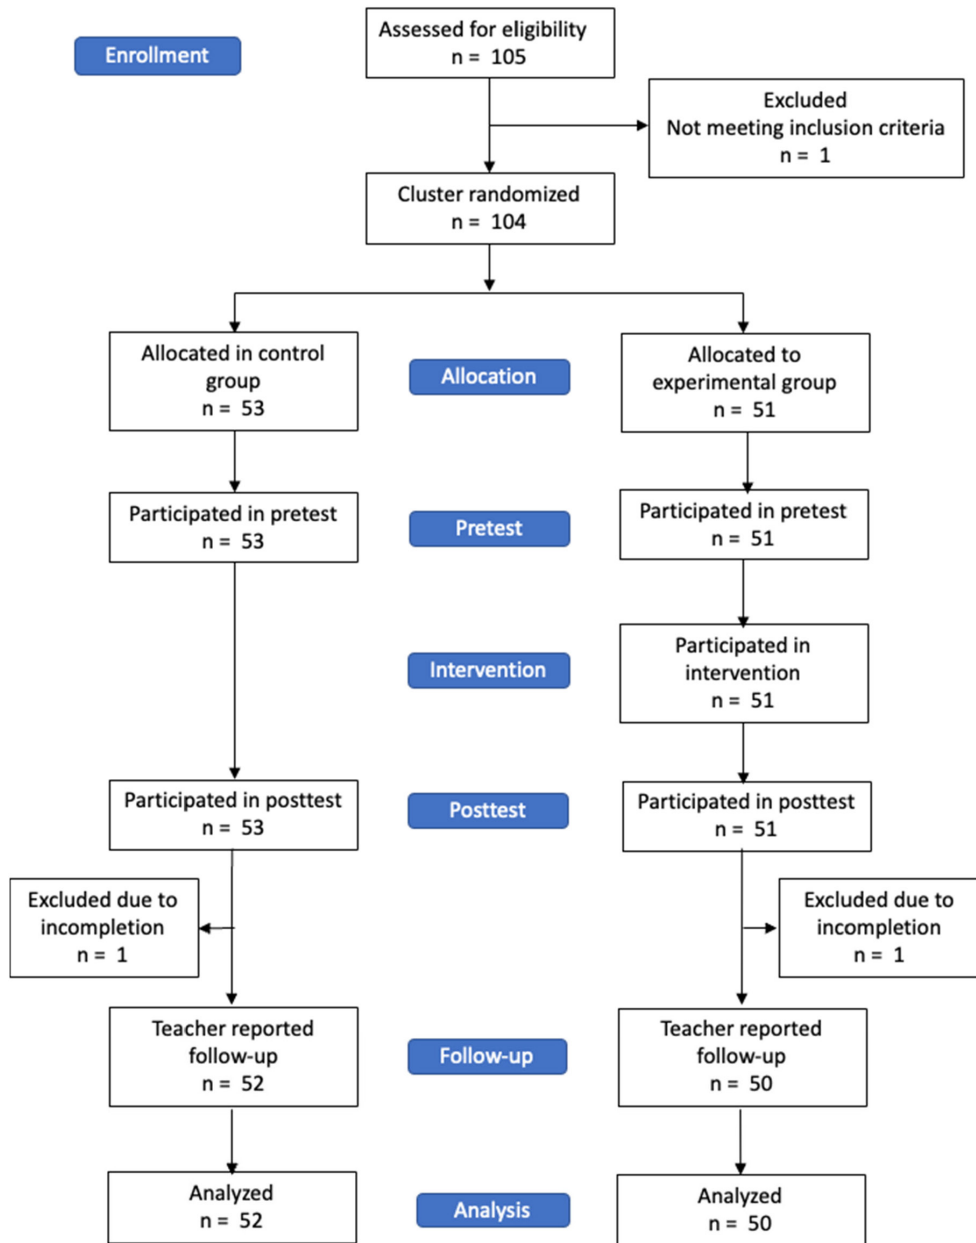 Enrollment
Assessed for eligibility
n = 105
Excluded
Not meeting inclusion criteria
n = 1
Cluster randomized
n = 104
Allocated in control
group
n = 53
Allocation
Allocated to
experimental group
n = 51
Participated in pretest
n = 53
Pretest
Participated in pretest
n = 51
Intervention
Participated in
intervention
n = 51
Participated in posttest
n = 53
Posttest
Participated in posttest
n = 51
Excluded due to
incompletion
n = 1
Excluded due to
incompletion
n = 1
Teacher reported
follow-up
n = 52
Follow-up
Teacher reported
follow-up
n = 50
Analyzed
n = 52
Analysis
Analyzed
n = 50